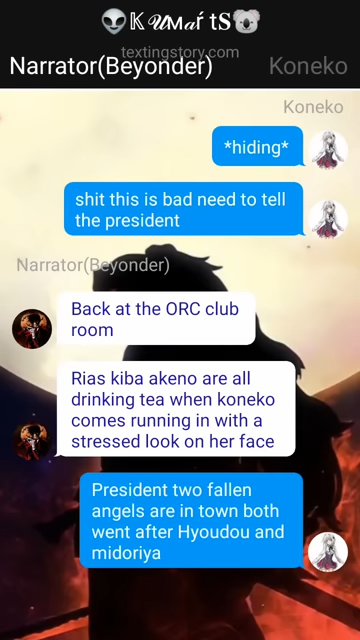 👽𝕂 𝓤𝐌𝓪ŕ t𝐒🐨
textingstory.com
Narrator(Beyonder) Koneko
Koneko
*hiding*
shit this is bad need to tell
the president
Narrator(Beyonder)
Back at the ORC club
room
Rias kiba akeno are all
drinking tea when koneko
comes running in with a
stressed look on her face
President two fallen
angels are in town both
went after Hyoudou and
midoriya